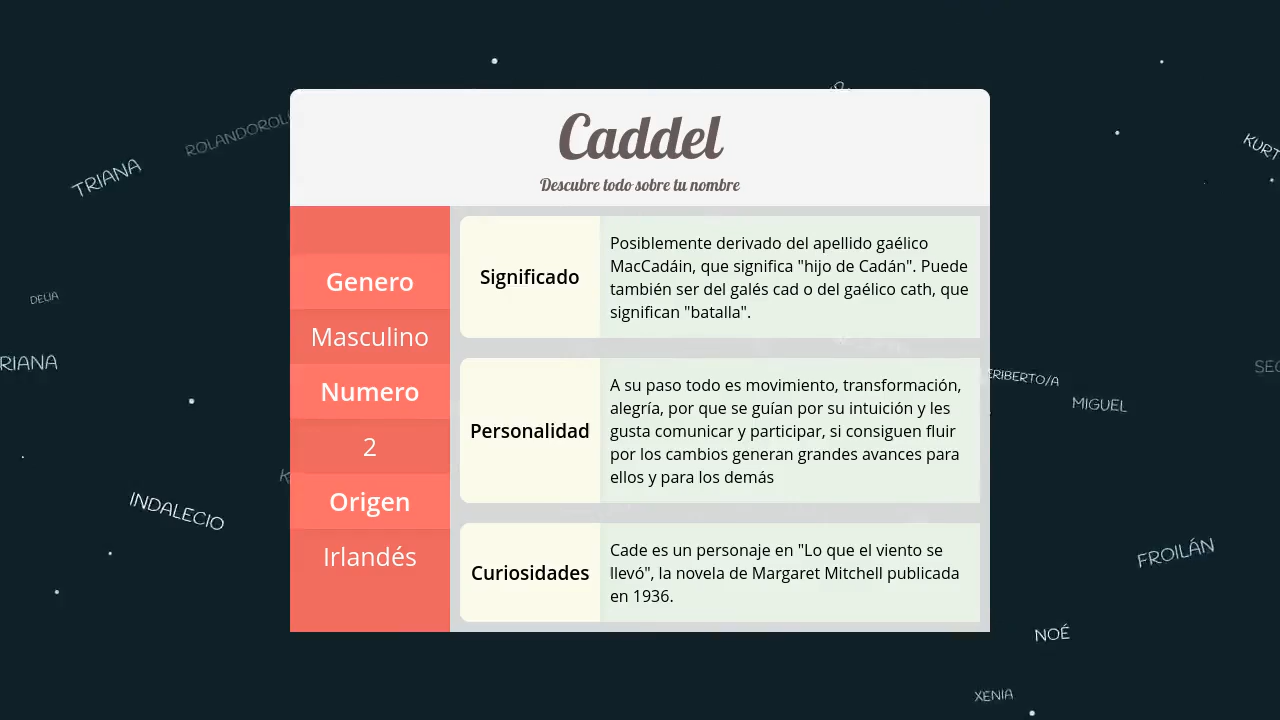 Caddel
Descubre todo sobre tu nombre
TRIANA
KURT
DELIA
RIANA
ERIBERTO/A
MIGUEL
INDALECIO
FROILÁN
NOÉ
XENIA
Genero
Masculino
Numero
2
Origen
Irlandés
Significado
Posiblemente derivado del apellido gaélico
MacCadáin, que significa "hijo de Cadán". Puede
también ser del galés cad o del gaélico cath, que
significan "batalla".
Personalidad
A su paso todo es movimiento, transformación,
alegría, por que se guían por su intuición y les
gusta comunicar y participar, si consiguen fluir
por los cambios generan grandes avances para
ellos y para los demás
Curiosidades
Cade es un personaje en "Lo que el viento se
llevó", la novela de Margaret Mitchell publicada
en 1936.